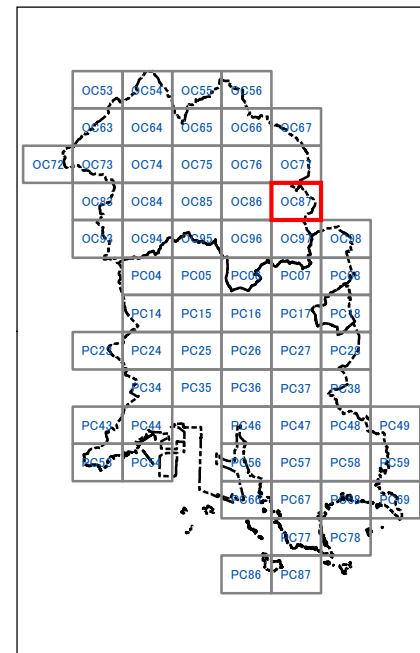 OC53 OC54 OC55 OC56
OC63 OC64 OC65 OC66 OC67
OC72 OC73 OC74 OC75 OC76 OC77
OC83 OC84 OC85 OC86 OC87
OC93 OC94 OC95 OC96 OC97 OC98
PC04 PC05 PC06 PC07 PC08
PC14 PC15 PC16 PC17 PC18
PC23 PC24 PC25 PC26 PC27 PC28
PC34 PC35 PC36 PC37 PC38
PC43 PC44 PC46 PC47 PC48 PC49
PC53 PC54 PC56 PC57 PC58 PC59
PC66 PC67 PC68 PC69
PC77 PC78
PC86 PC87